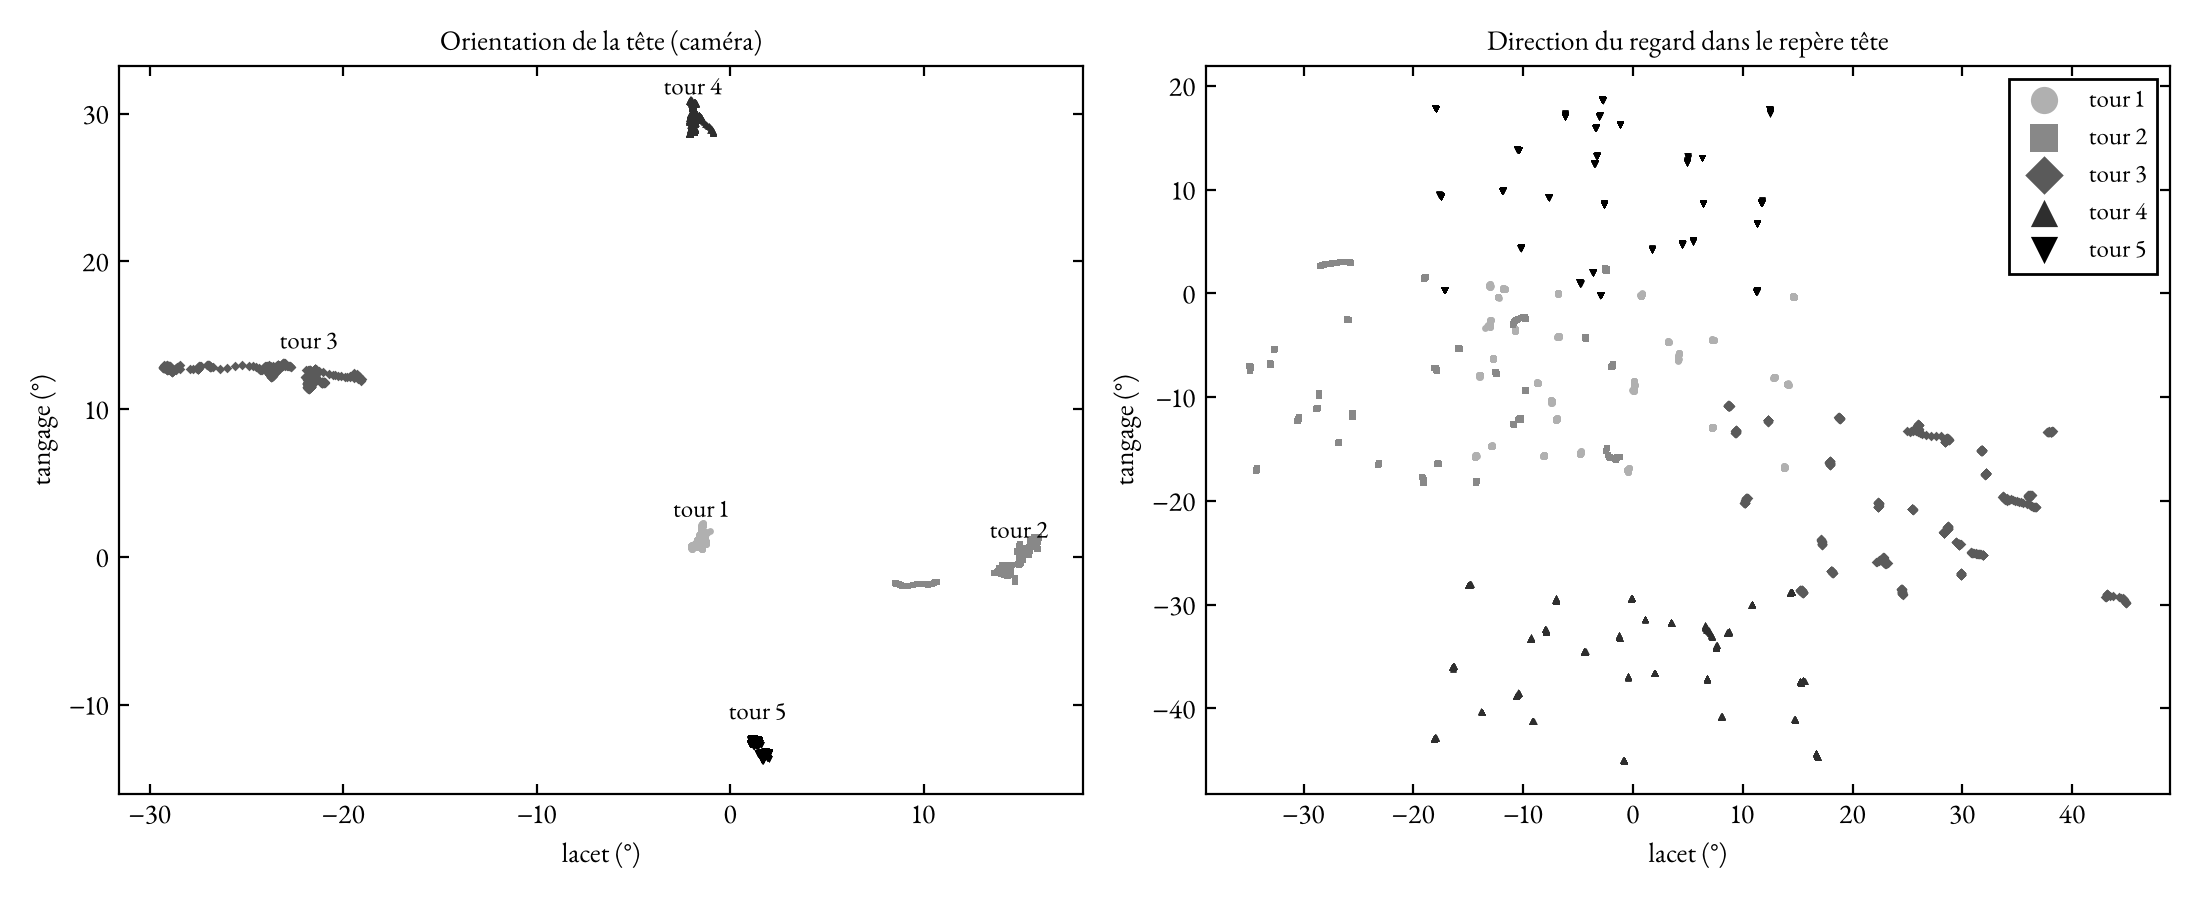 Orientation de la tête (caméra)
tangage (°)
30
20
10
0
−10
tour 4
tour 3
tour 1
tour 2
tour 5
−30
−20
−10
0
10
lacet (°)
Direction du regard dans le repère tête
tangage (°)
20
10
0
−10
−20
−30
−40
tour 1
tour 2
tour 3
tour 4
tour 5
−30
−20
−10
0
10
20
30
40
lacet (°)